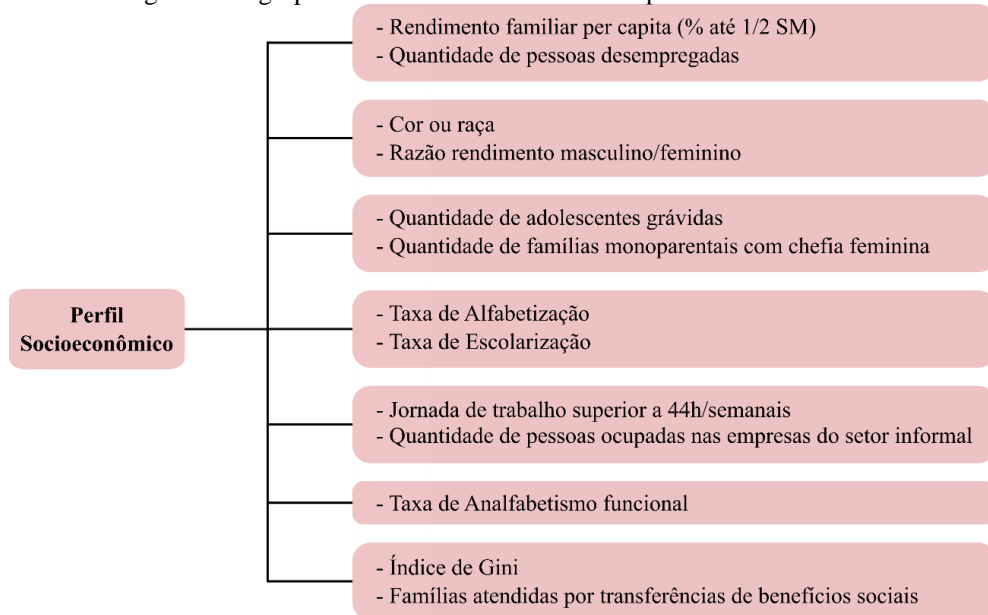 - Rendimento familiar per capita (% até 1/2 SM)
- Quantidade de pessoas desempregadas
- Cor ou raça
- Razão rendimento masculino/feminino
- Quantidade de adolescentes grávidas
- Quantidade de famílias monoparentais com chefia feminina
Perfil
Socioeconômico
- Taxa de Alfabetização
- Taxa de Escolarização
- Jornada de trabalho superior a 44h/semanais
- Quantidade de pessoas ocupadas nas empresas do setor informal
- Taxa de Analfabetismo funcional
- Índice de Gini
- Famílias atendidas por transferências de benefícios sociais